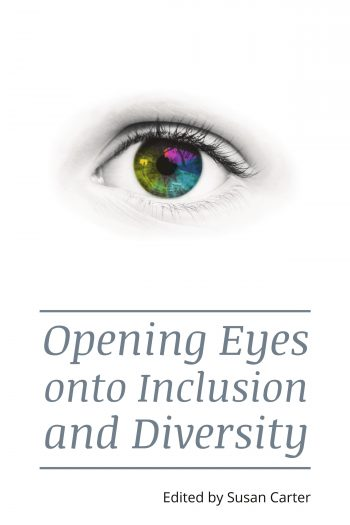 Opening Eyes
onto Inclusion
and Diversity
Edited by Susan Carter